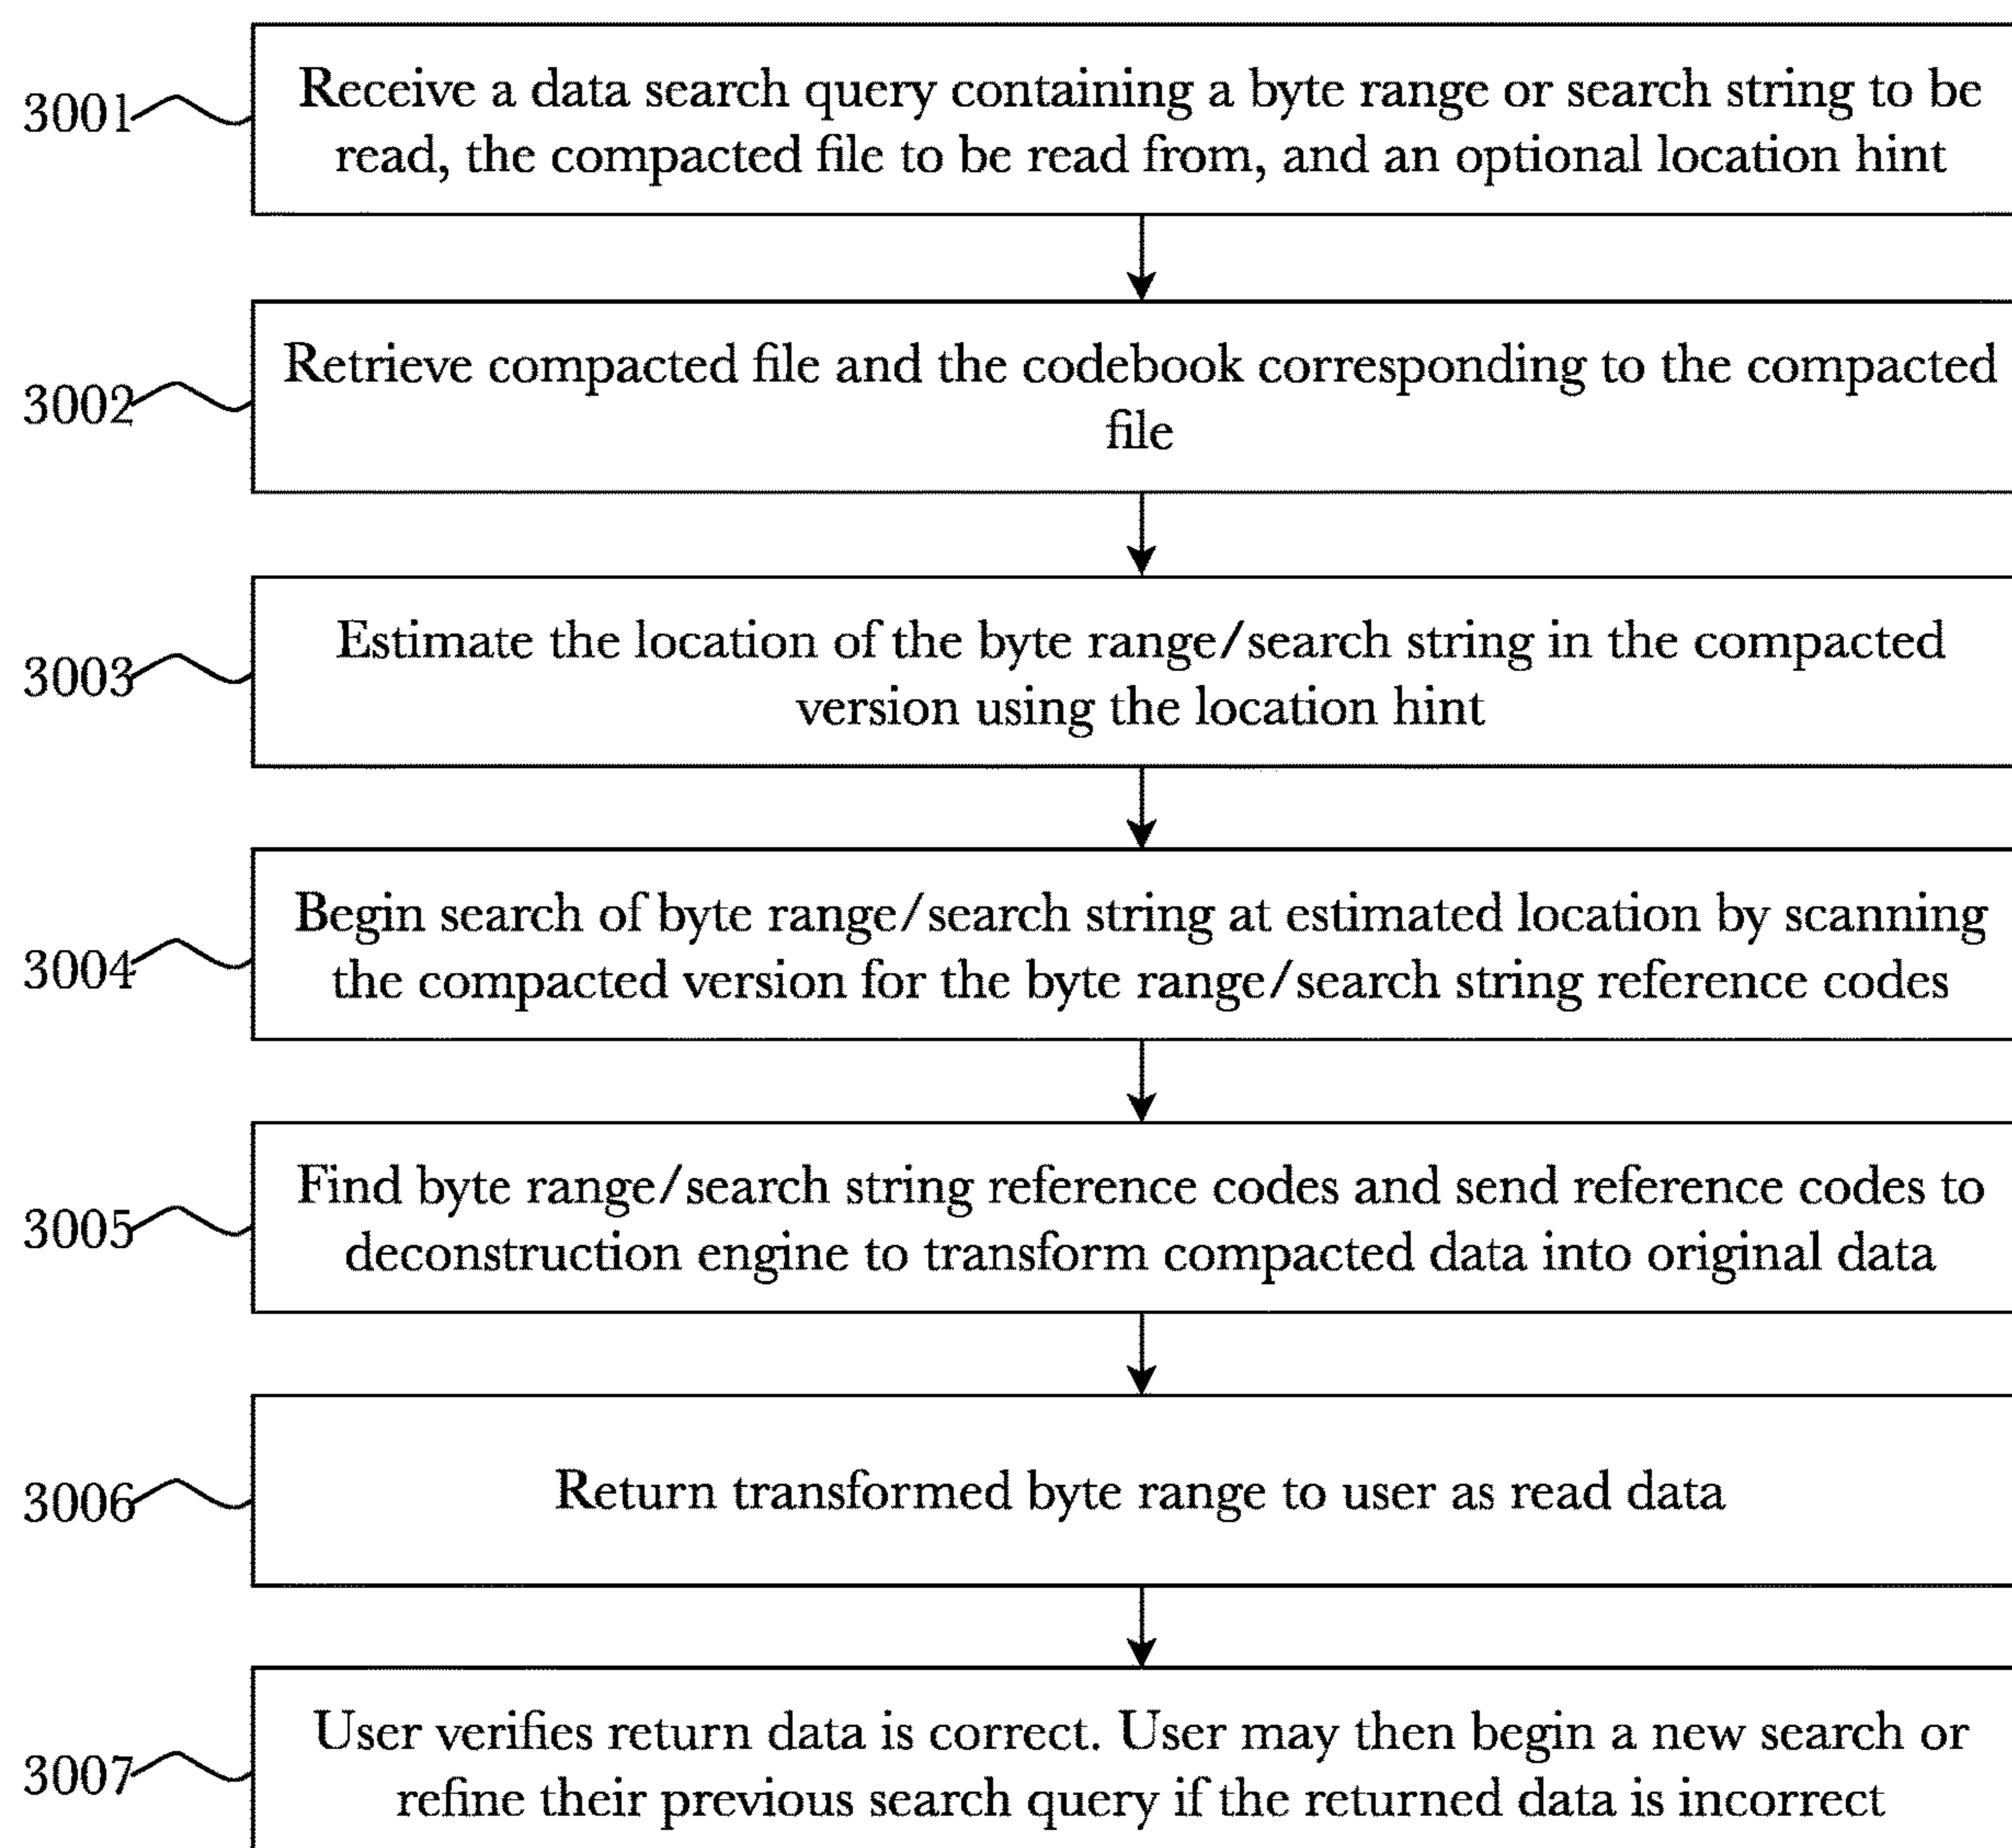 3001
Receive a data search query containing a byte range or search string to be
read, the compacted file to be read from, and an optional location hint
3002
Retrieve compacted file and the codebook corresponding to the compacted
file
3003
Estimate the location of the byte range/search string in the compacted
version using the location hint
3004
Begin search of byte range/search string at estimated location by scanning
the compacted version for the byte range/search string reference codes
3005
Find byte range/search string reference codes and send reference codes to
deconstruction engine to transform compacted data into original data
3006
Return transformed byte range to user as read data
3007
User verifies return data is correct. User may then begin a new search or
refine their previous search query if the returned data is incorrect